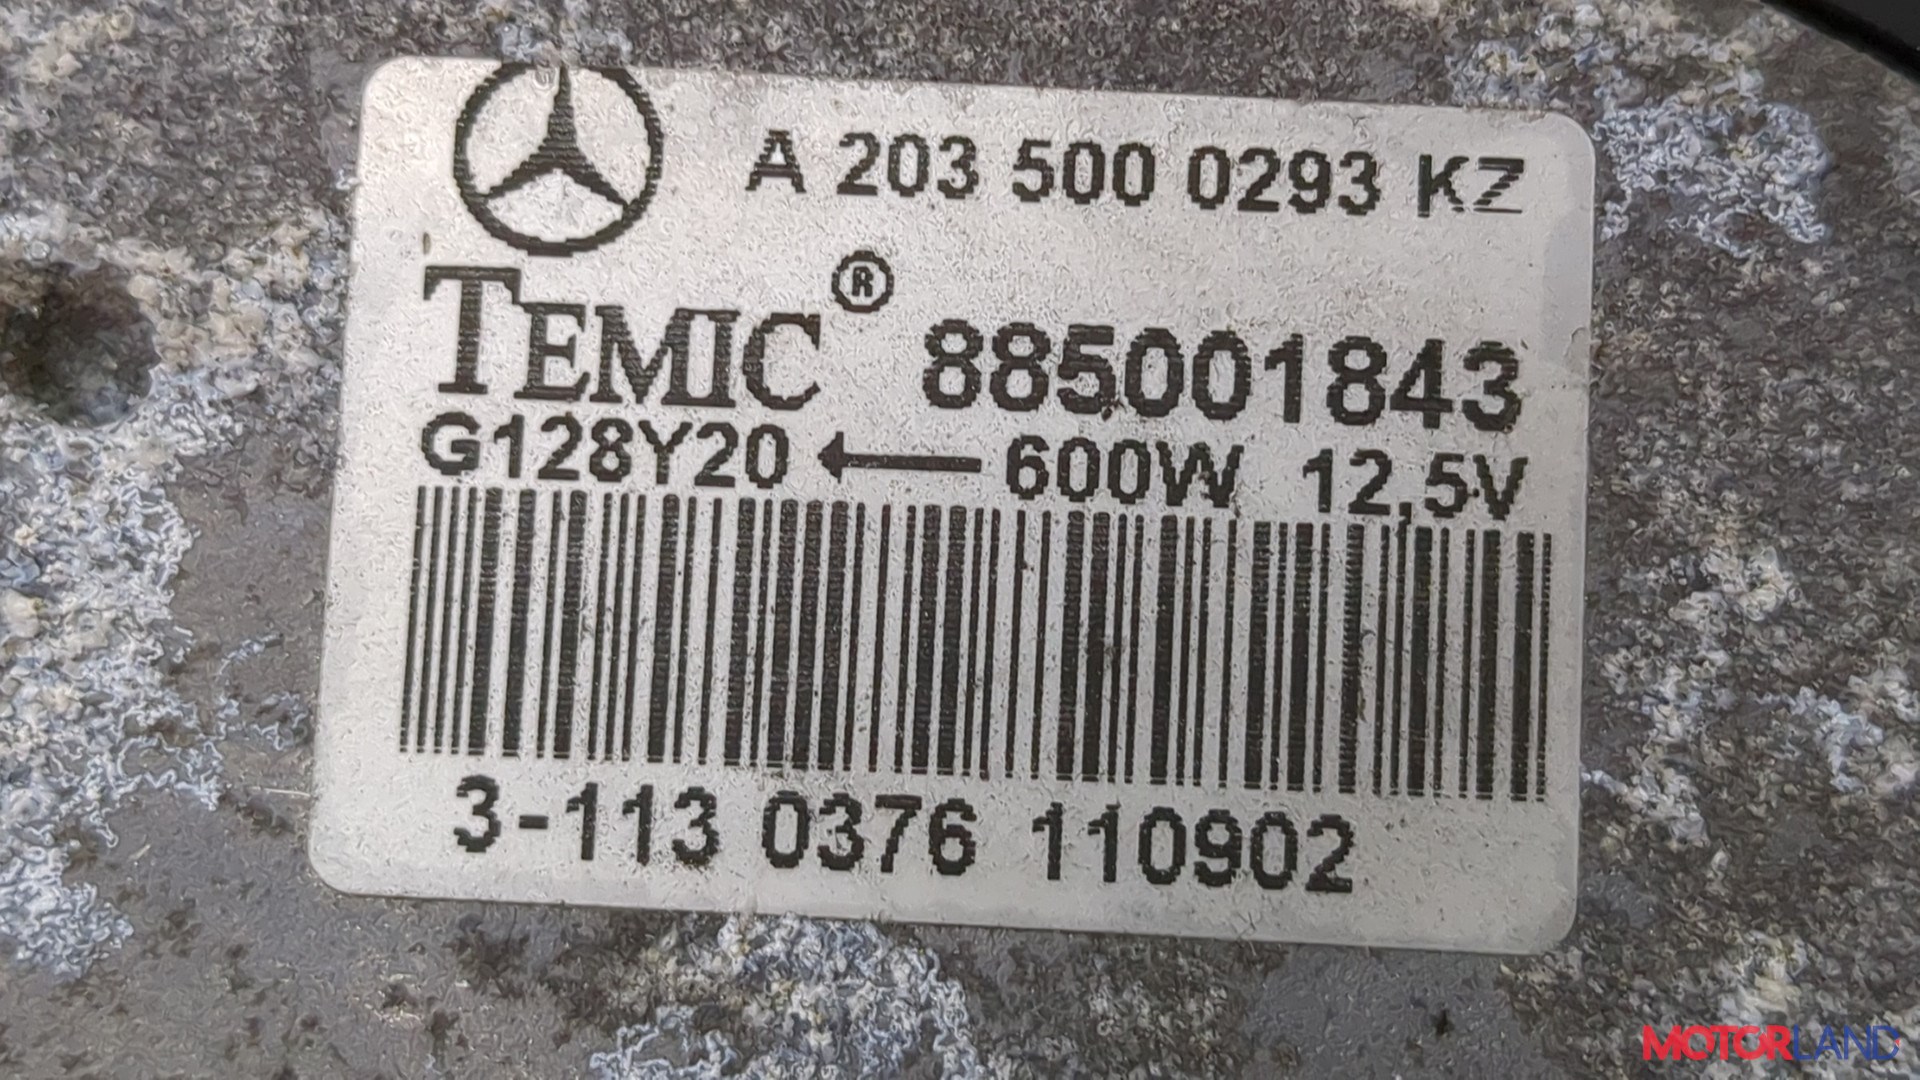 A 203 500 0293 KZ
TEMIC® 885001843
G128Y20 ← 600W 12,5V
3-113 0376 110902
MOTORLAND